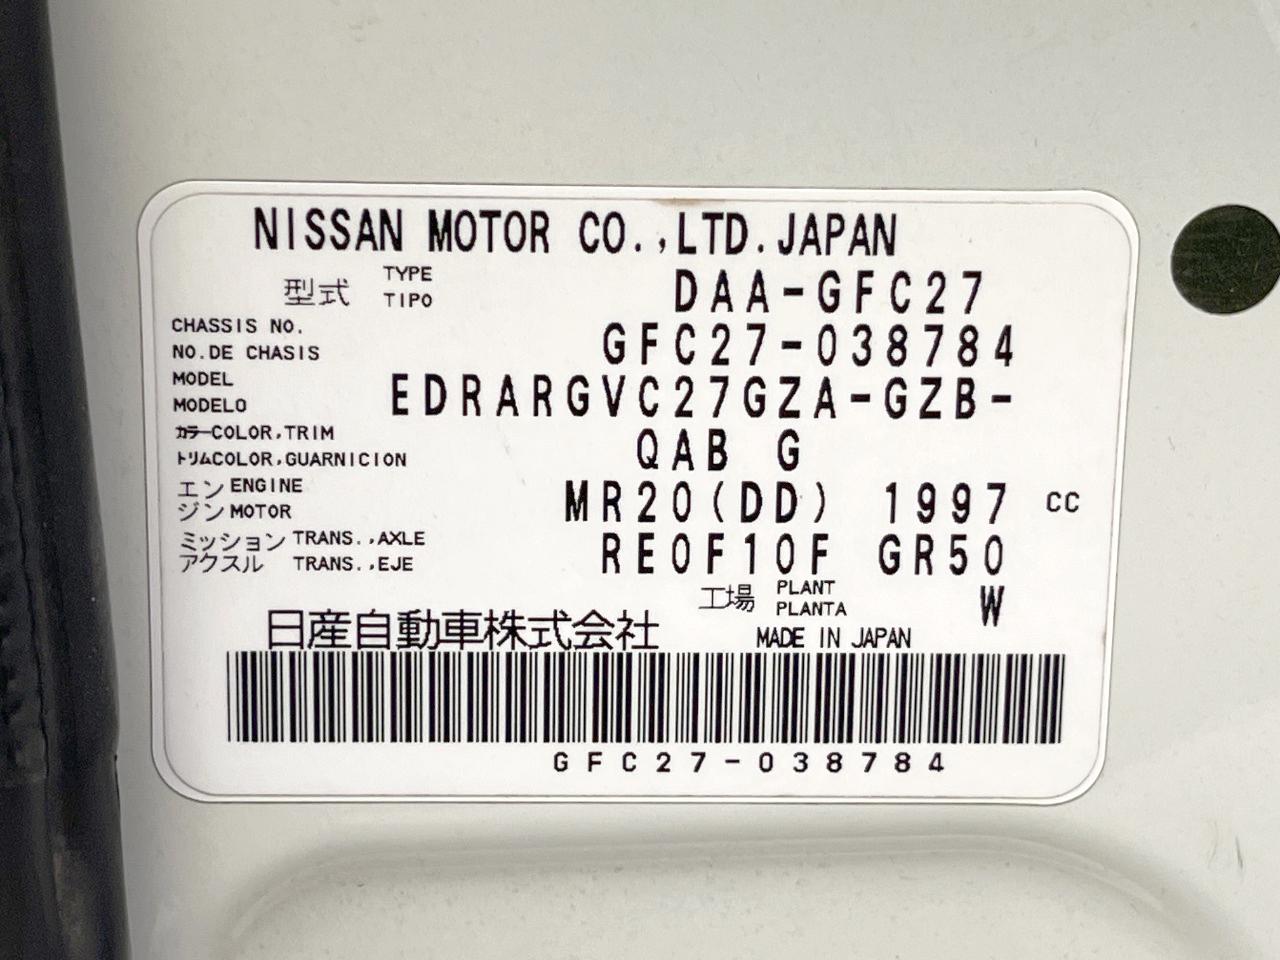 NISSAN MOTOR CO.,LTD.JAPAN
型式 TYPE TIPO DAA-GFC27
CHASSIS NO. NO.DE CHASIS GFC27-038784
MODEL MODELO EDRARGVC27GZA-GZB-
カラーCOLOR,TRIM トリムCOLOR,GUARNICION QAB G
エンジン ENGINE MOTOR MR20(DD) 1997 CC
ミッション TRANS.,AXLE アクスル TRANS.,EJE RE0F10F GR50
工場 PLANT PLANTA W
日産自動車株式会社 MADE IN JAPAN
GFC27-038784